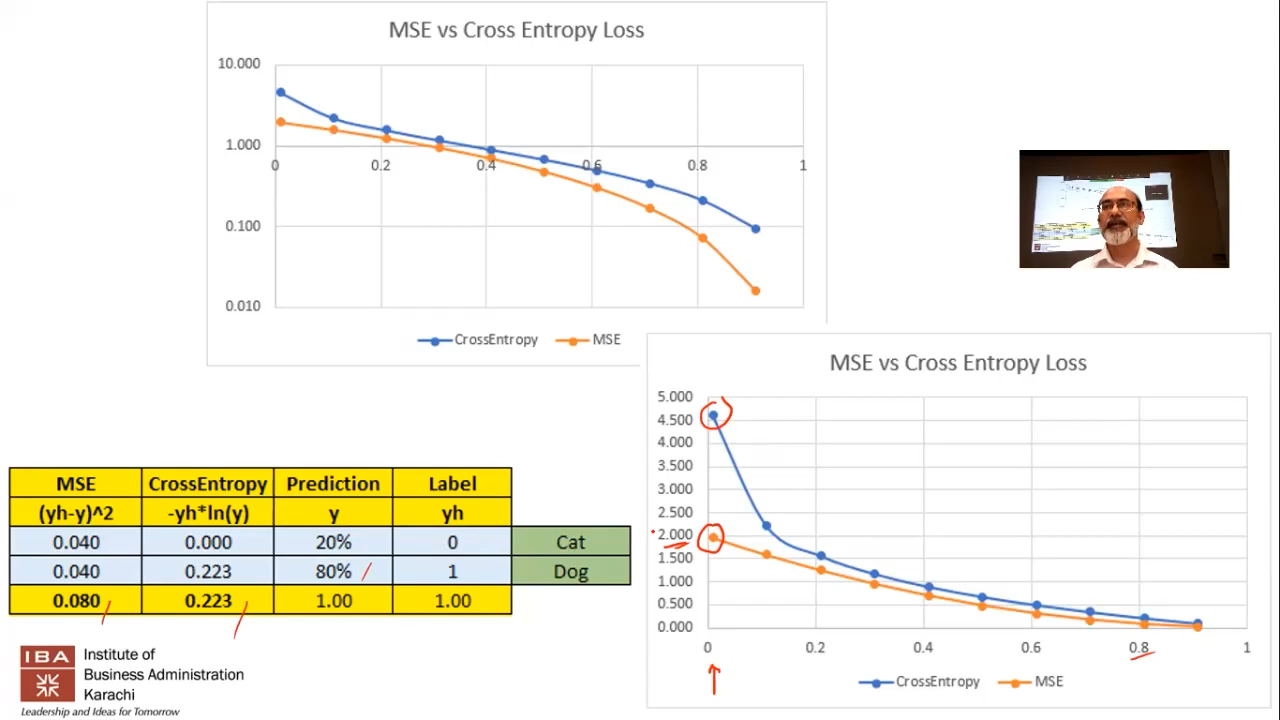 MSE vs Cross Entropy Loss
10.000
1.000
0 0.2 0.4 0.6 0.8 1
0.100
0.010
CrossEntropy MSE
MSE vs Cross Entropy Loss
5.000
4.500
4.000
3.500
3.000
2.500
2.000
1.500
1.000
0.500
0.000
0 0.2 0.4 0.6 0.8 1
CrossEntropy MSE
MSE CrossEntropy Prediction Label
(yh-y)^2 -yh*ln(y) y yh
0.040 0.000 20% 0 Cat
0.040 0.223 80% 1 Dog
0.080 0.223 1.00 1.00
IBA
Institute of
Business Administration
Karachi
Leadership and Ideas for Tomorrow